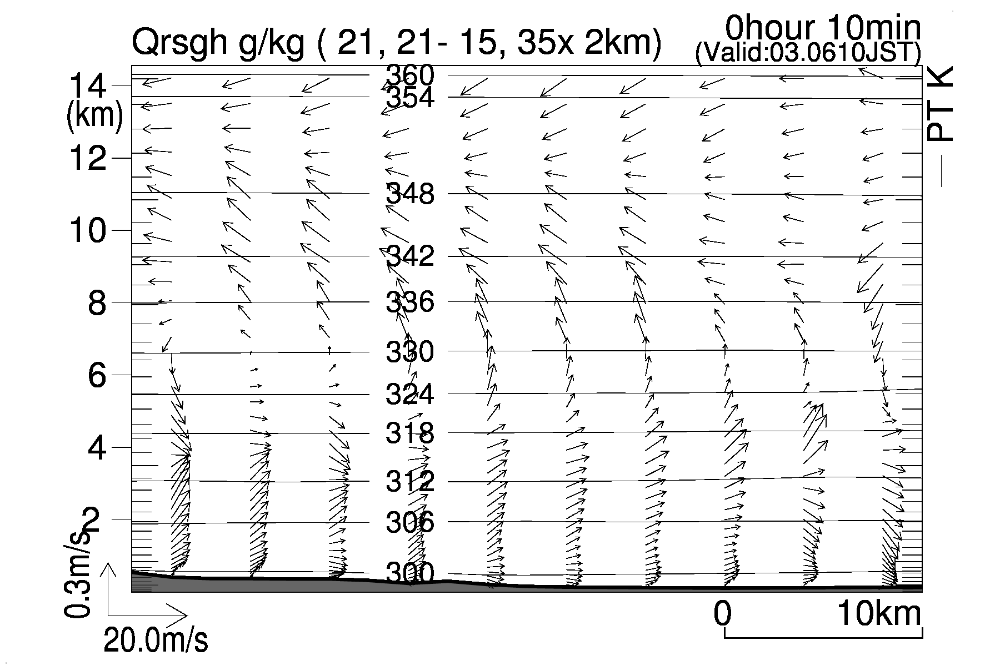 Qrsgh g/kg ( 21, 21- 15, 35x 2km)
0hour 10min
(Valid:03.0610JST)
14
(km)
12
10
8
6
4
2
360
354
348
342
336
330
324
318
312
306
300
PT K
0.3m/s
20.0m/s
0 10km